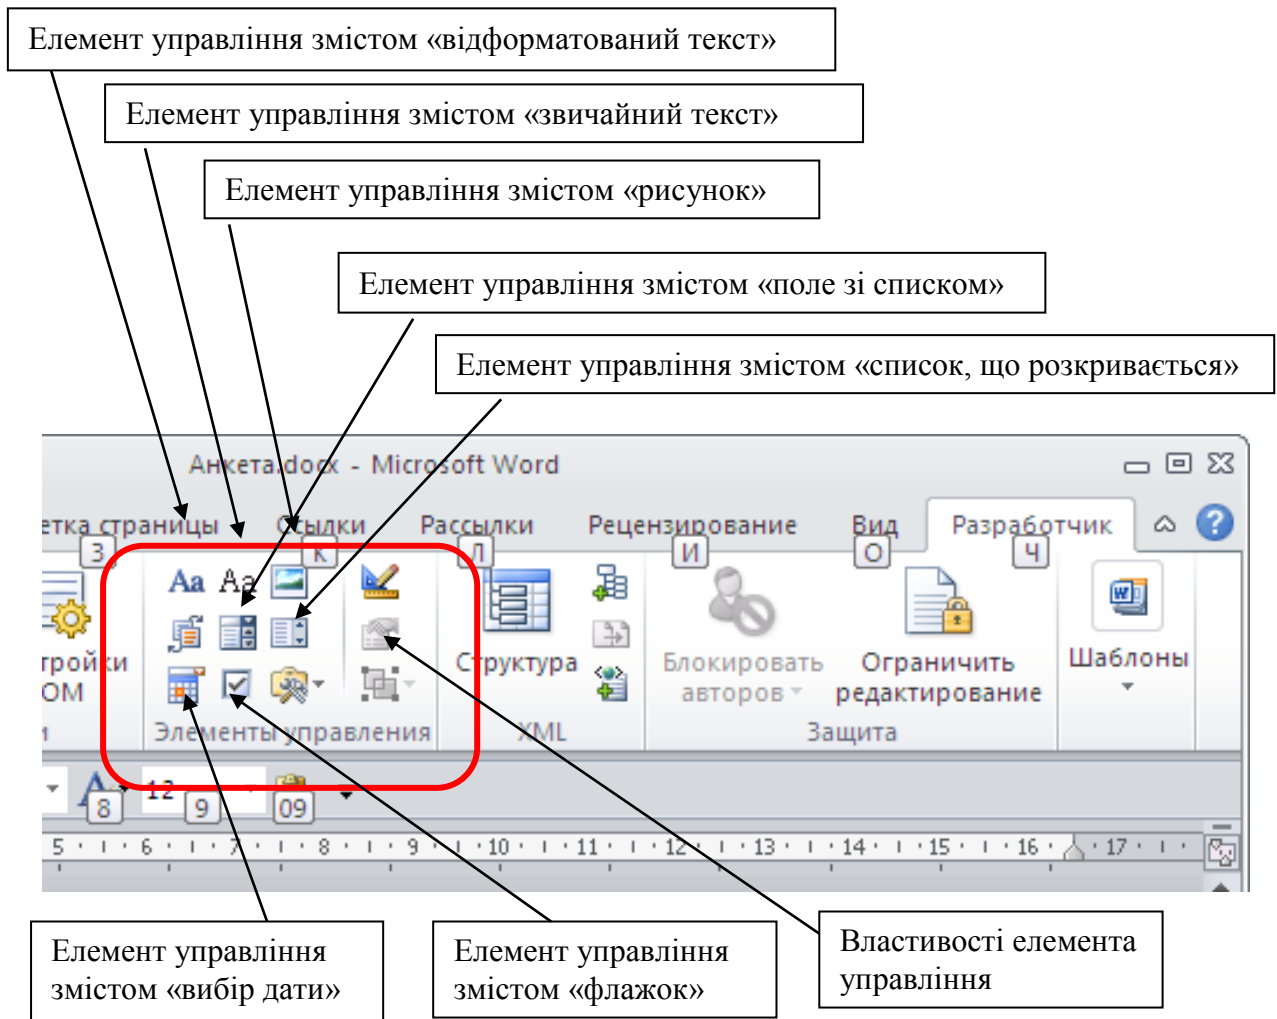 Елемент управління змістом «відформатований текст»
Елемент управління змістом «звичайний текст»
Елемент управління змістом «рисунок»
Елемент управління змістом «поле зі списком»
Елемент управління змістом «список, що розкривається»
Анкета.docx - Microsoft Word
етка страницы Ссылки Рассылки Рецензирование Вид Разработчик
З К Л И О Ч
Aa Aa
тройки
OM
Структура
Блокировать
авторов
Ограничить
редактирование
Шаблоны
и Элементы управления XML Защита
A 12
8 9 09
5 6 7 8 9 10 11 12 13 14 15 16 17
Елемент управління
змістом «вибір дати»
Елемент управління
змістом «флажок»
Властивості елемента
управління